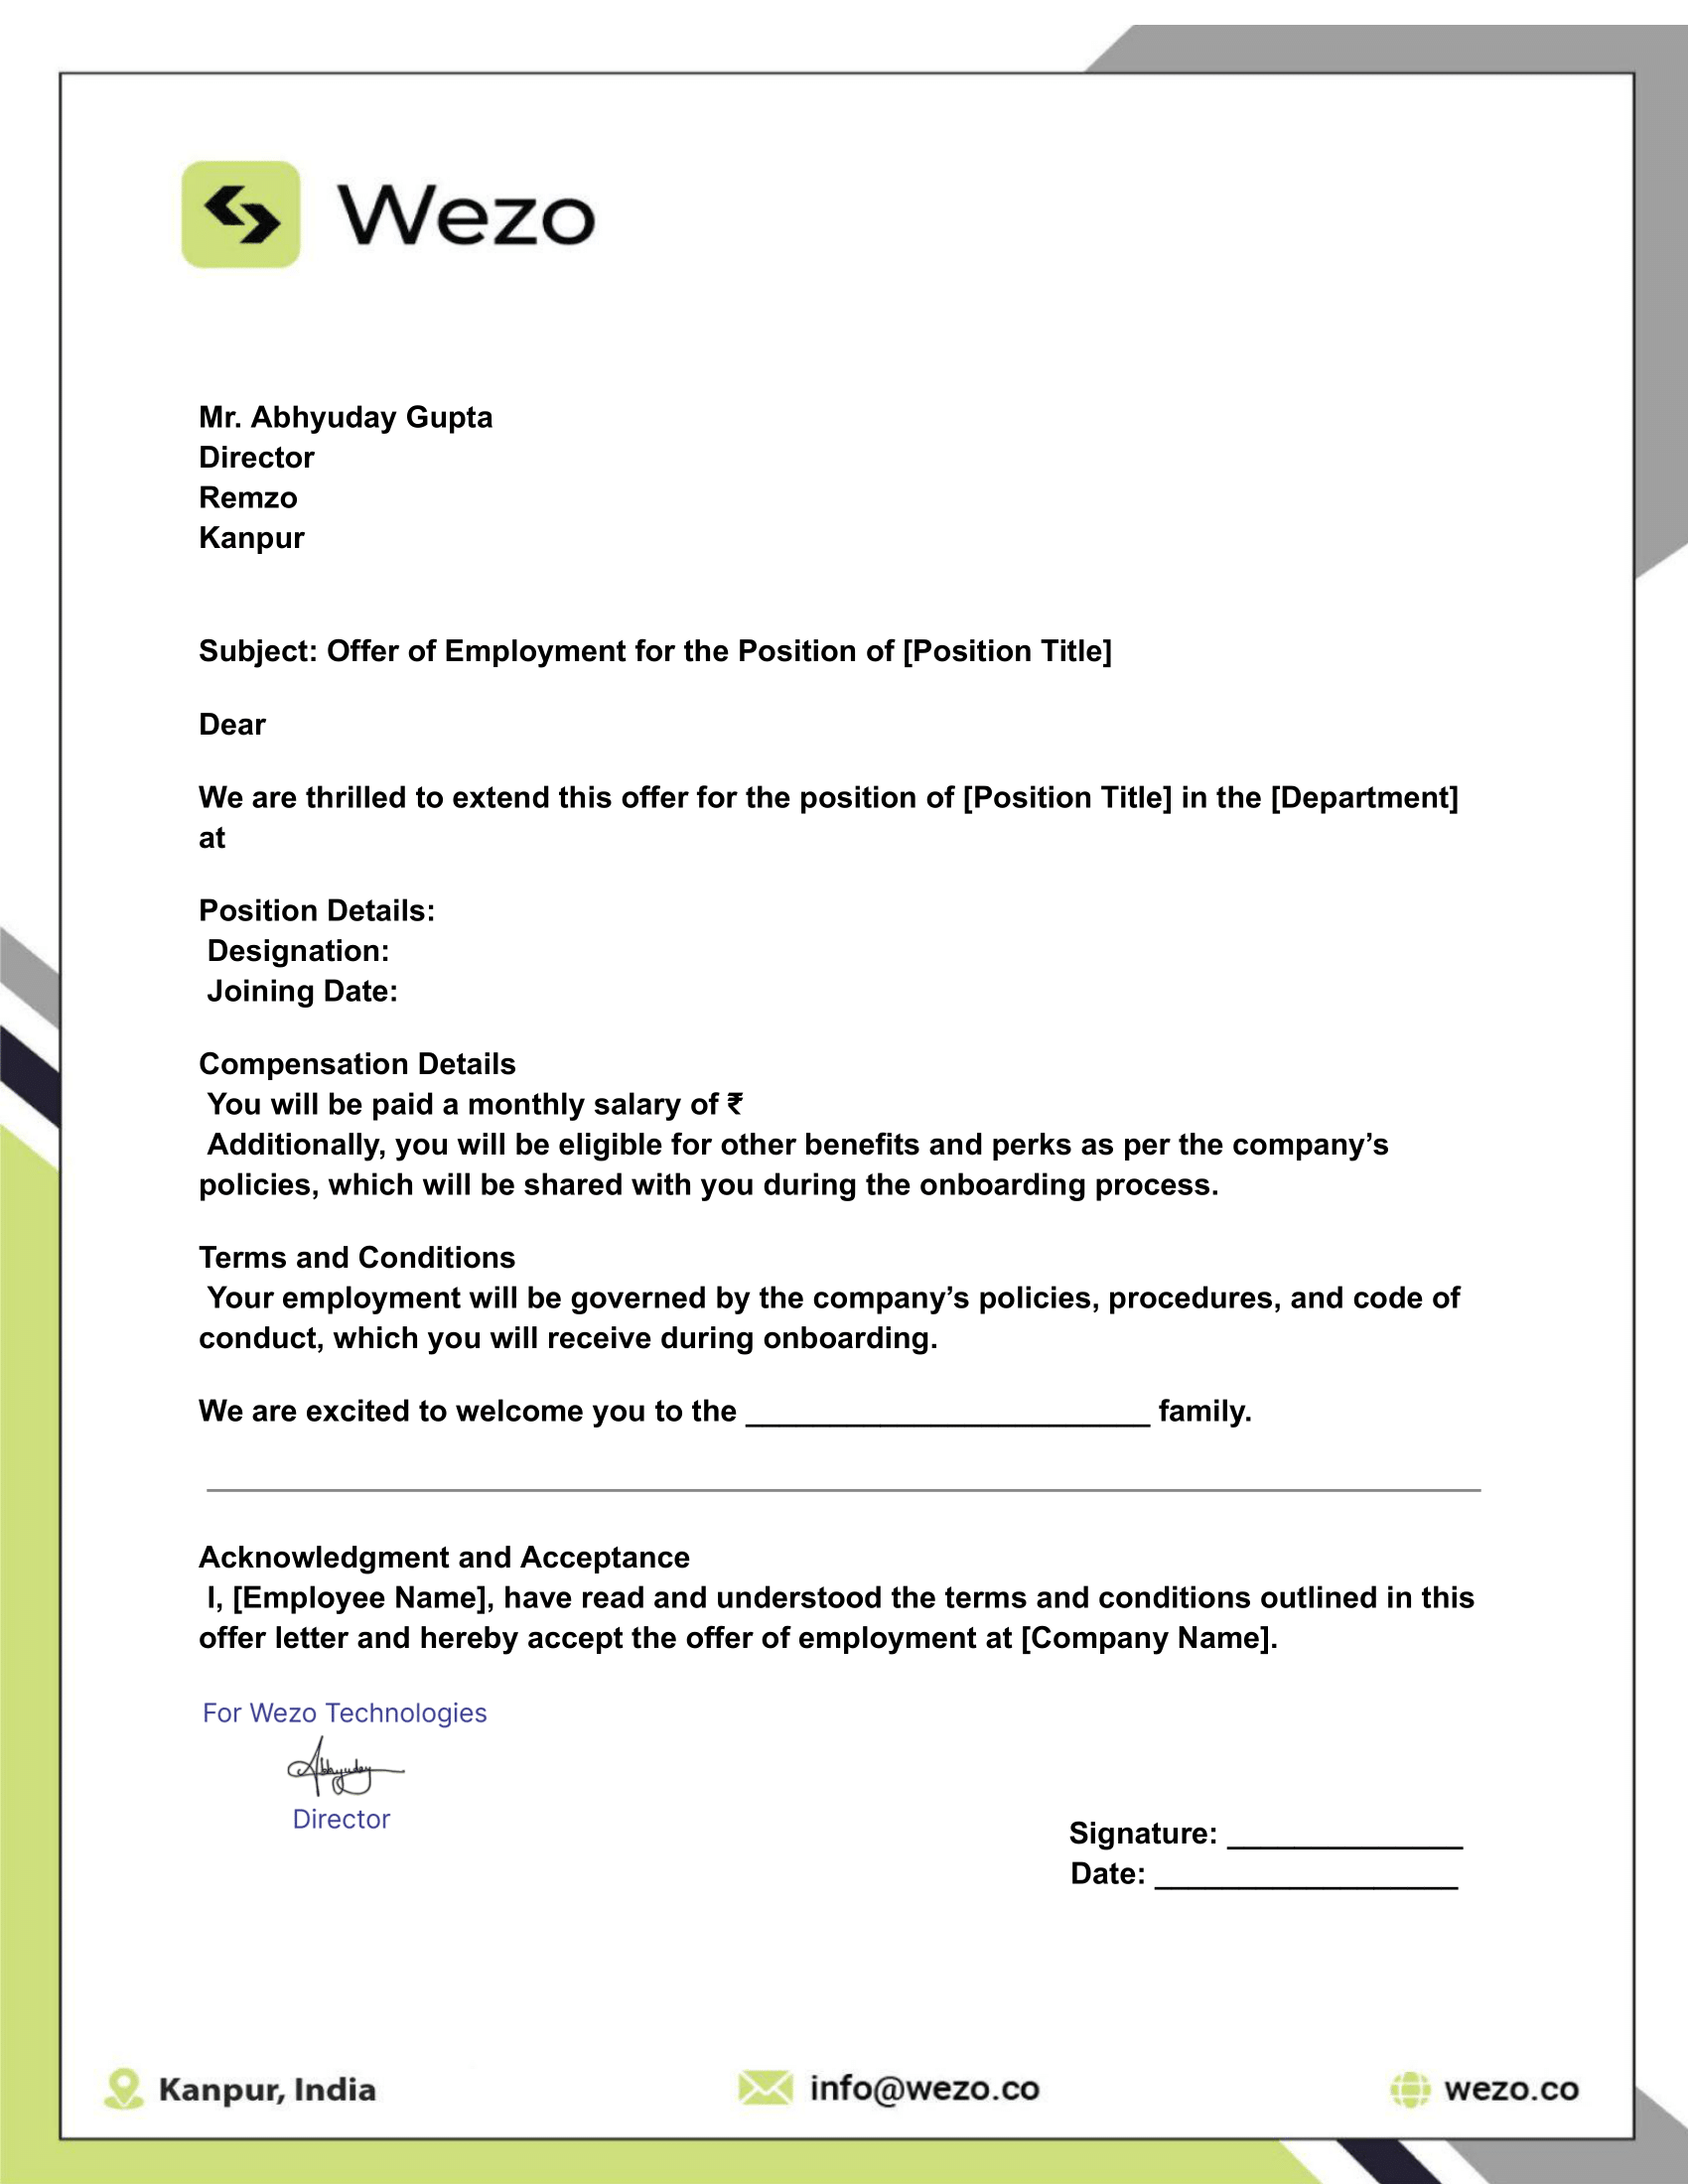 Wezo
Mr. Abhyuday Gupta
Director
Remzo
Kanpur
Subject: Offer of Employment for the Position of [Position Title]
Dear
We are thrilled to extend this offer for the position of [Position Title] in the [Department]
at
Position Details:
Designation:
Joining Date:
Compensation Details
You will be paid a monthly salary of ₹
Additionally, you will be eligible for other benefits and perks as per the company’s
policies, which will be shared with you during the onboarding process.
Terms and Conditions
Your employment will be governed by the company’s policies, procedures, and code of
conduct, which you will receive during onboarding.
We are excited to welcome you to the ________________________ family.
Acknowledgment and Acceptance
I, [Employee Name], have read and understood the terms and conditions outlined in this
offer letter and hereby accept the offer of employment at [Company Name].
For Wezo Technologies
Abhyuday
Director
Signature: ______________
Date: __________________
Kanpur, India
info@wezo.co
wezo.co